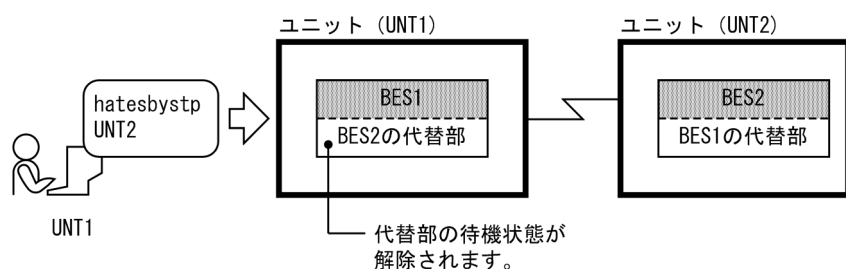 ユニット（UNT1）
ユニット（UNT2）
hatesbystp
UNT2
BES1
BES2の代替部
BES2
BES1の代替部
UNT1
代替部の待機状態が
解除されます。